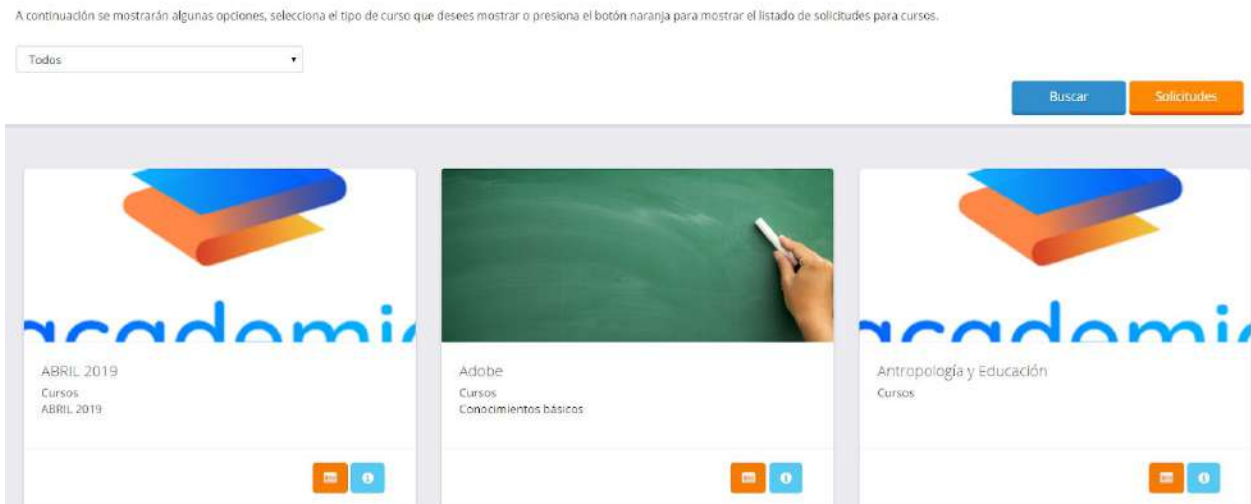 A continuación se mostrarán algunas opciones, selecciona el tipo de curso que desees mostrar o presiona el botón naranja para mostrar el listado de solicitudes para cursos.
Todos
Buscar
Solicitudes
academic
academic
ABRIL 2019
Cursos
ABRIL 2019
Adobe
Cursos
Conocimientos básicos
Antropología y Educación
Cursos